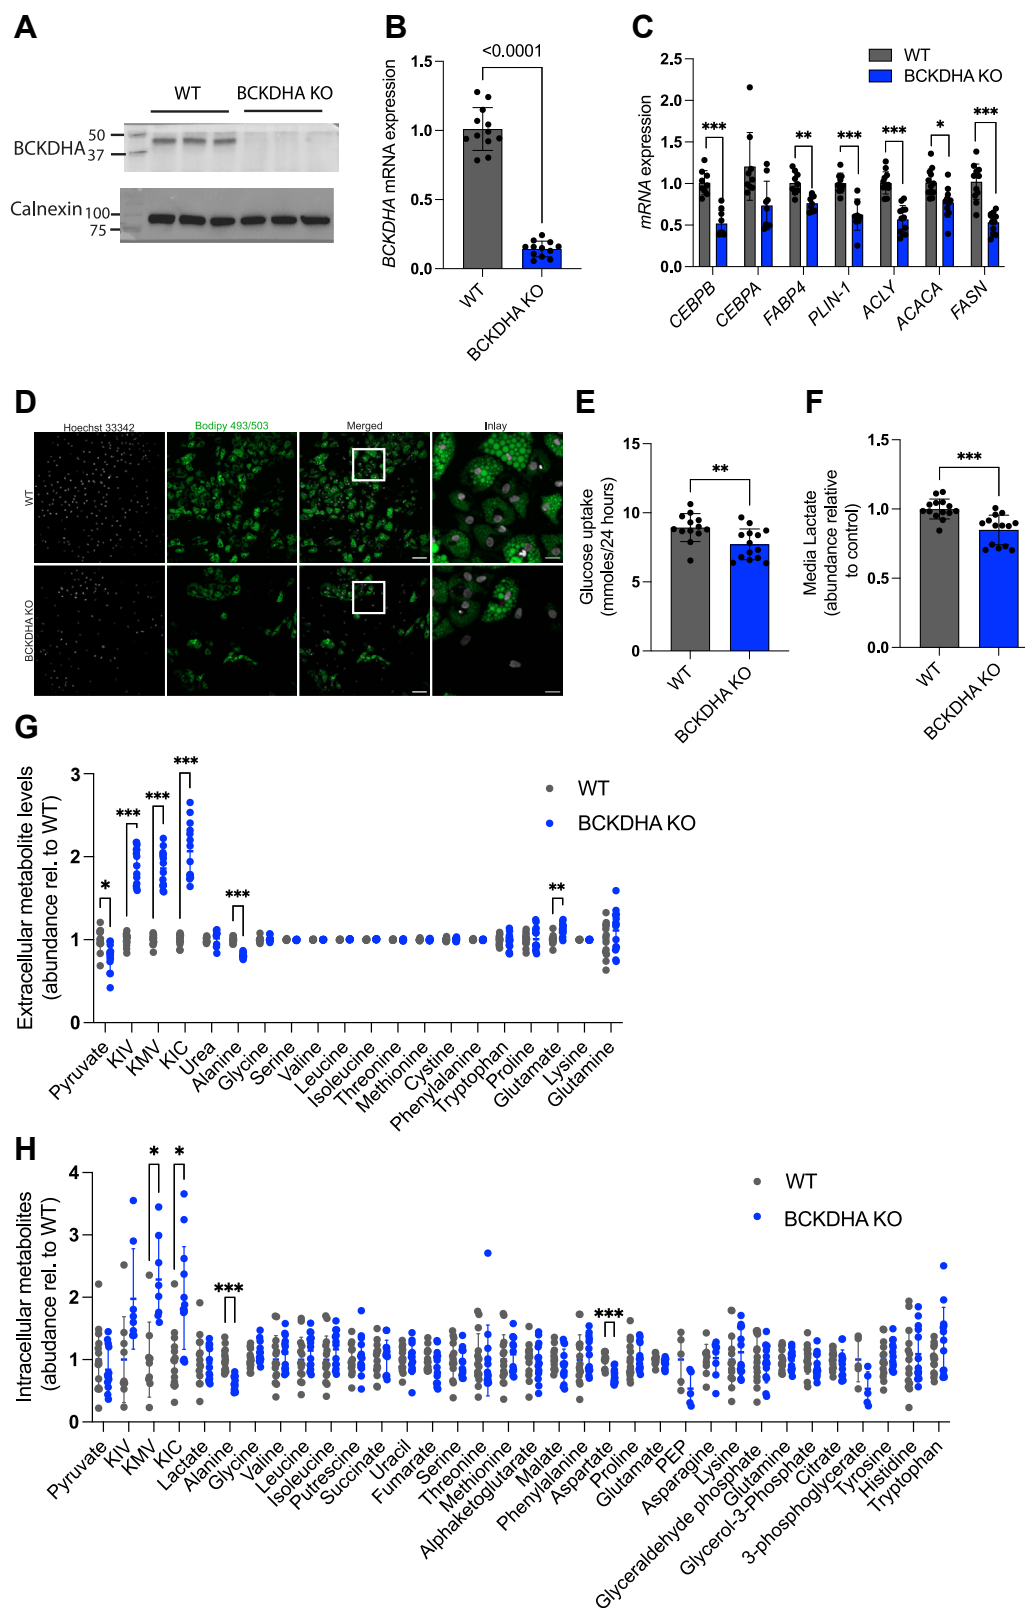 A
WT
BCKDHA KO
BCKDHA
50
37
Calnexin
100
75
B
<0.0001
BCKDHA mRNA expression
1.5
1.0
0.5
0.0
WT
BCKDHA KO
C
WT
BCKDHA KO
mRNA expression
2.5
2.0
1.5
1.0
0.5
0.0
***
**
***
***
*
***
CEBPB
CEBPA
FABP4
PLIN-1
ACLY
ACACA
FASN
D
Hoechst 33342
Bodipy 493/503
Merged
Inlay
WT
BCKDHA KO
E
Glucose uptake
(mmoles/24 hours)
15
10
5
0
**
WT
BCKDHA KO
F
Media Lactate
(abundance relative
to control)
1.5
1.0
0.5
0.0
***
WT
BCKDHA KO
G
Extracellular metabolite levels
(abundance rel. to WT)
3
2
1
0
*
***
***
***
***
**
WT
BCKDHA KO
Pyruvate
KIV
KMV
KIC
Urea
Alanine
Glycine
Serine
Valine
Leucine
Isoleucine
Threonine
Methionine
Cystine
Phenylalanine
Tryptophan
Proline
Glutamate
Lysine
Glutamine
H
Intracellular metabolites
(abudance rel. to WT)
4
3
2
1
0
*
*
***
***
WT
BCKDHA KO
Pyruvate
KIV
KMV
KIC
Lactate
Alanine
Glycine
Valine
Leucine
Isoleucine
Putrescine
Succinate
Uracil
Fumarate
Serine
Threonine
Methionine
Alphaketoglutarate
Malate
Phenylalanine
Aspartate
Proline
Glutamate
PEP
Asparagine
Lysine
Glyceraldehyde phosphate
Glutamine
Glycerol-3-Phosphate
Citrate
3-phosphoglycerate
Tyrosine
Histidine
Tryptophan